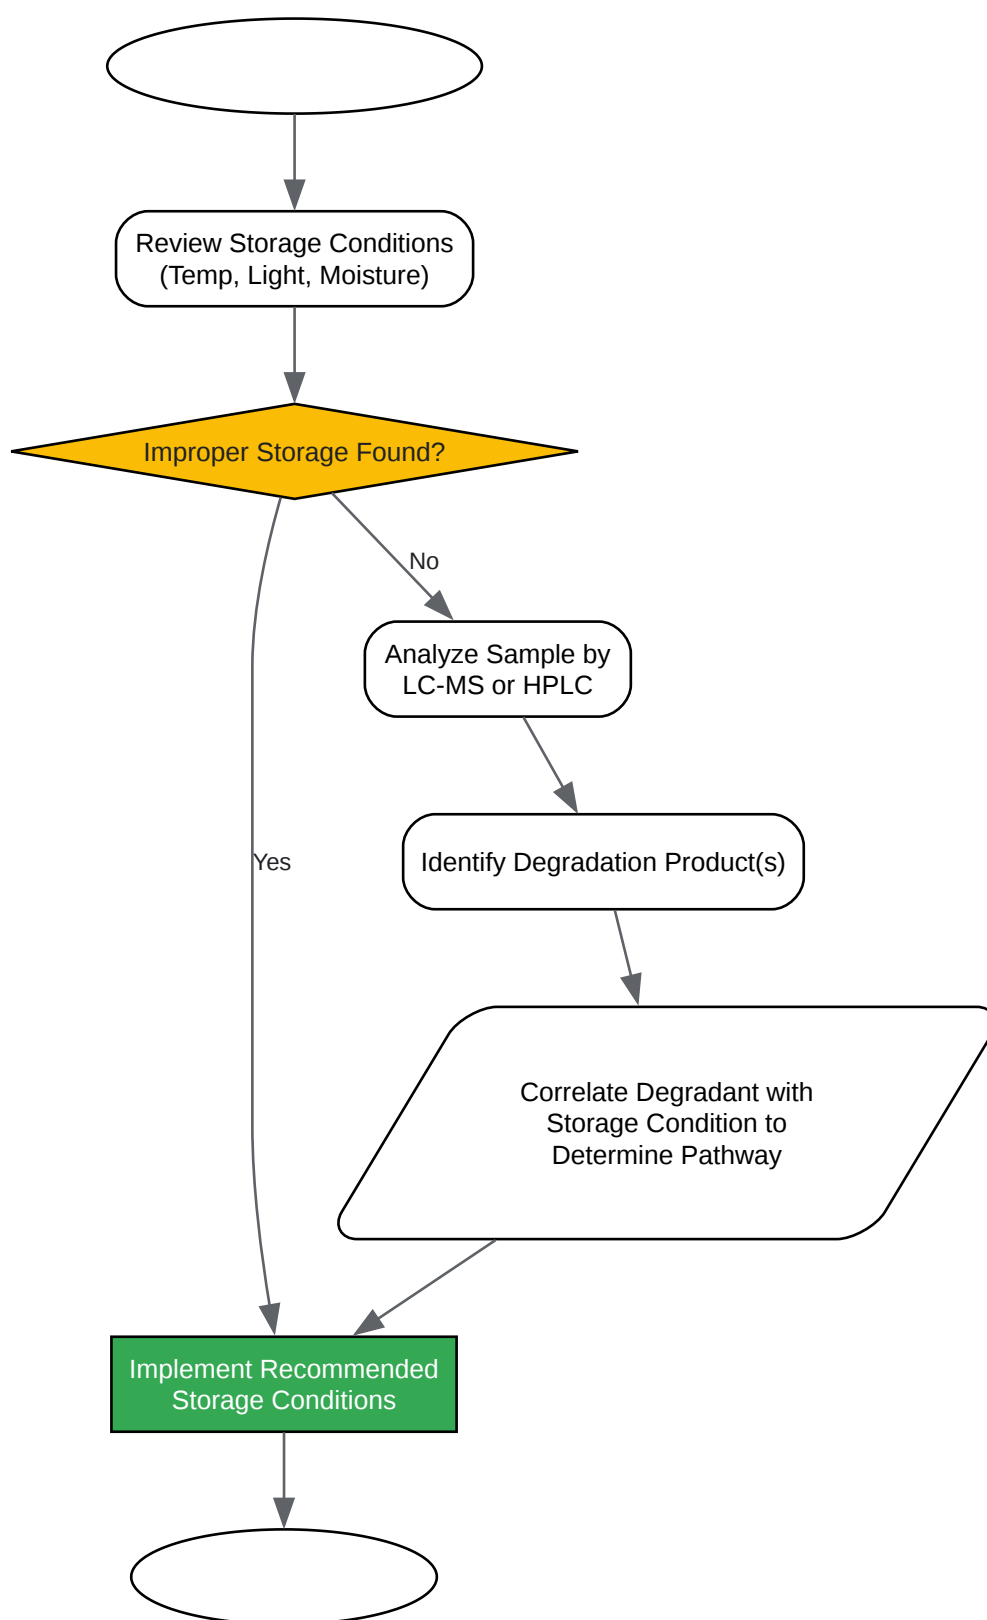 Review Storage Conditions
(Temp, Light, Moisture)
Improper Storage Found?
No
Analyze Sample by
LC-MS or HPLC
Yes
Identify Degradation Product(s)
Correlate Degradant with
Storage Condition to
Determine Pathway
Implement Recommended
Storage Conditions